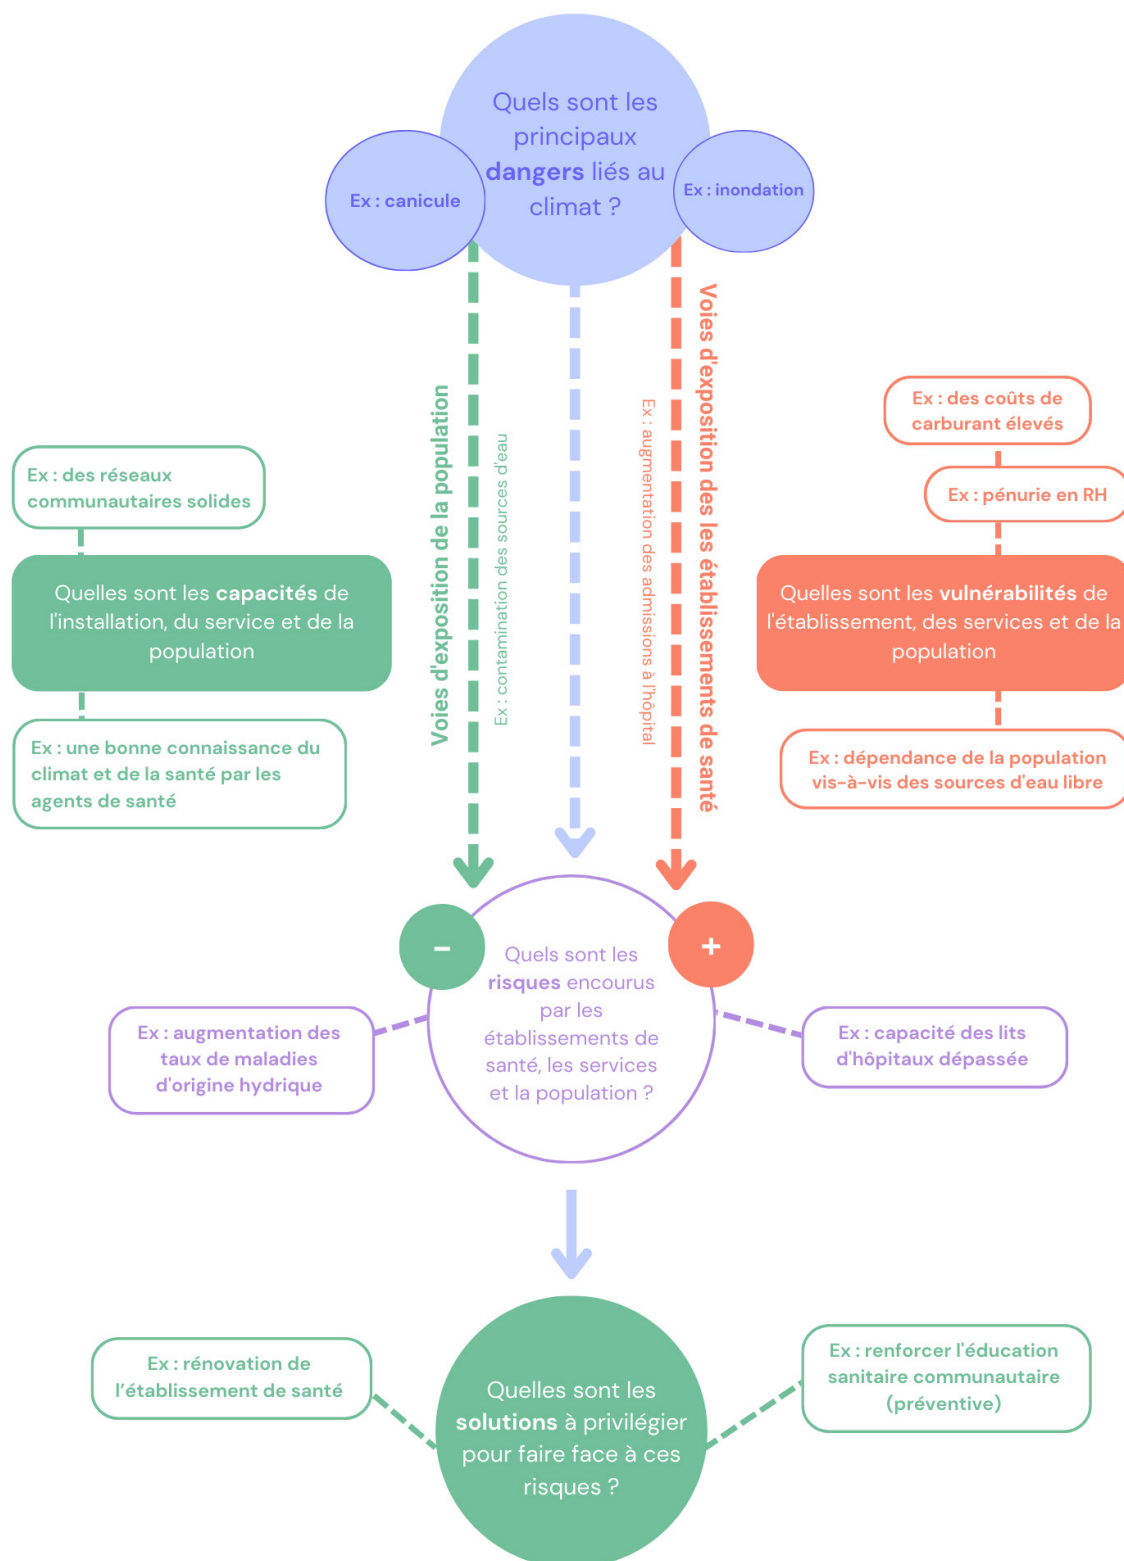 Quels sont les
principaux
dangers liés au
climat ?
Ex : canicule
Ex : inondation
Voies d'exposition de la population
Ex : contamination des sources d'eau
Voies d'exposition des les établissements de santé
Ex : augmentation des admissions à l'hôpital
Ex : des réseaux
communautaires solides
Quelles sont les capacités de
l'installation, du service et de la
population
Ex : une bonne connaissance du
climat et de la santé par les
agents de santé
Ex : des coûts de
carburant élevés
Ex : pénurie en RH
Quelles sont les vulnérabilités de
l'établissement, des services et de la
population
Ex : dépendance de la population
vis-à-vis des sources d'eau libre
-
+
Quels sont les
risques encourus
par les
établissements de
santé, les services
et la population ?
Ex : augmentation des
taux de maladies
d'origine hydrique
Ex : capacité des lits
d'hôpitaux dépassée
Quelles sont les
solutions à privilégier
pour faire face à ces
risques ?
Ex : rénovation de
l’établissement de santé
Ex : renforcer l'éducation
sanitaire communautaire
(préventive)